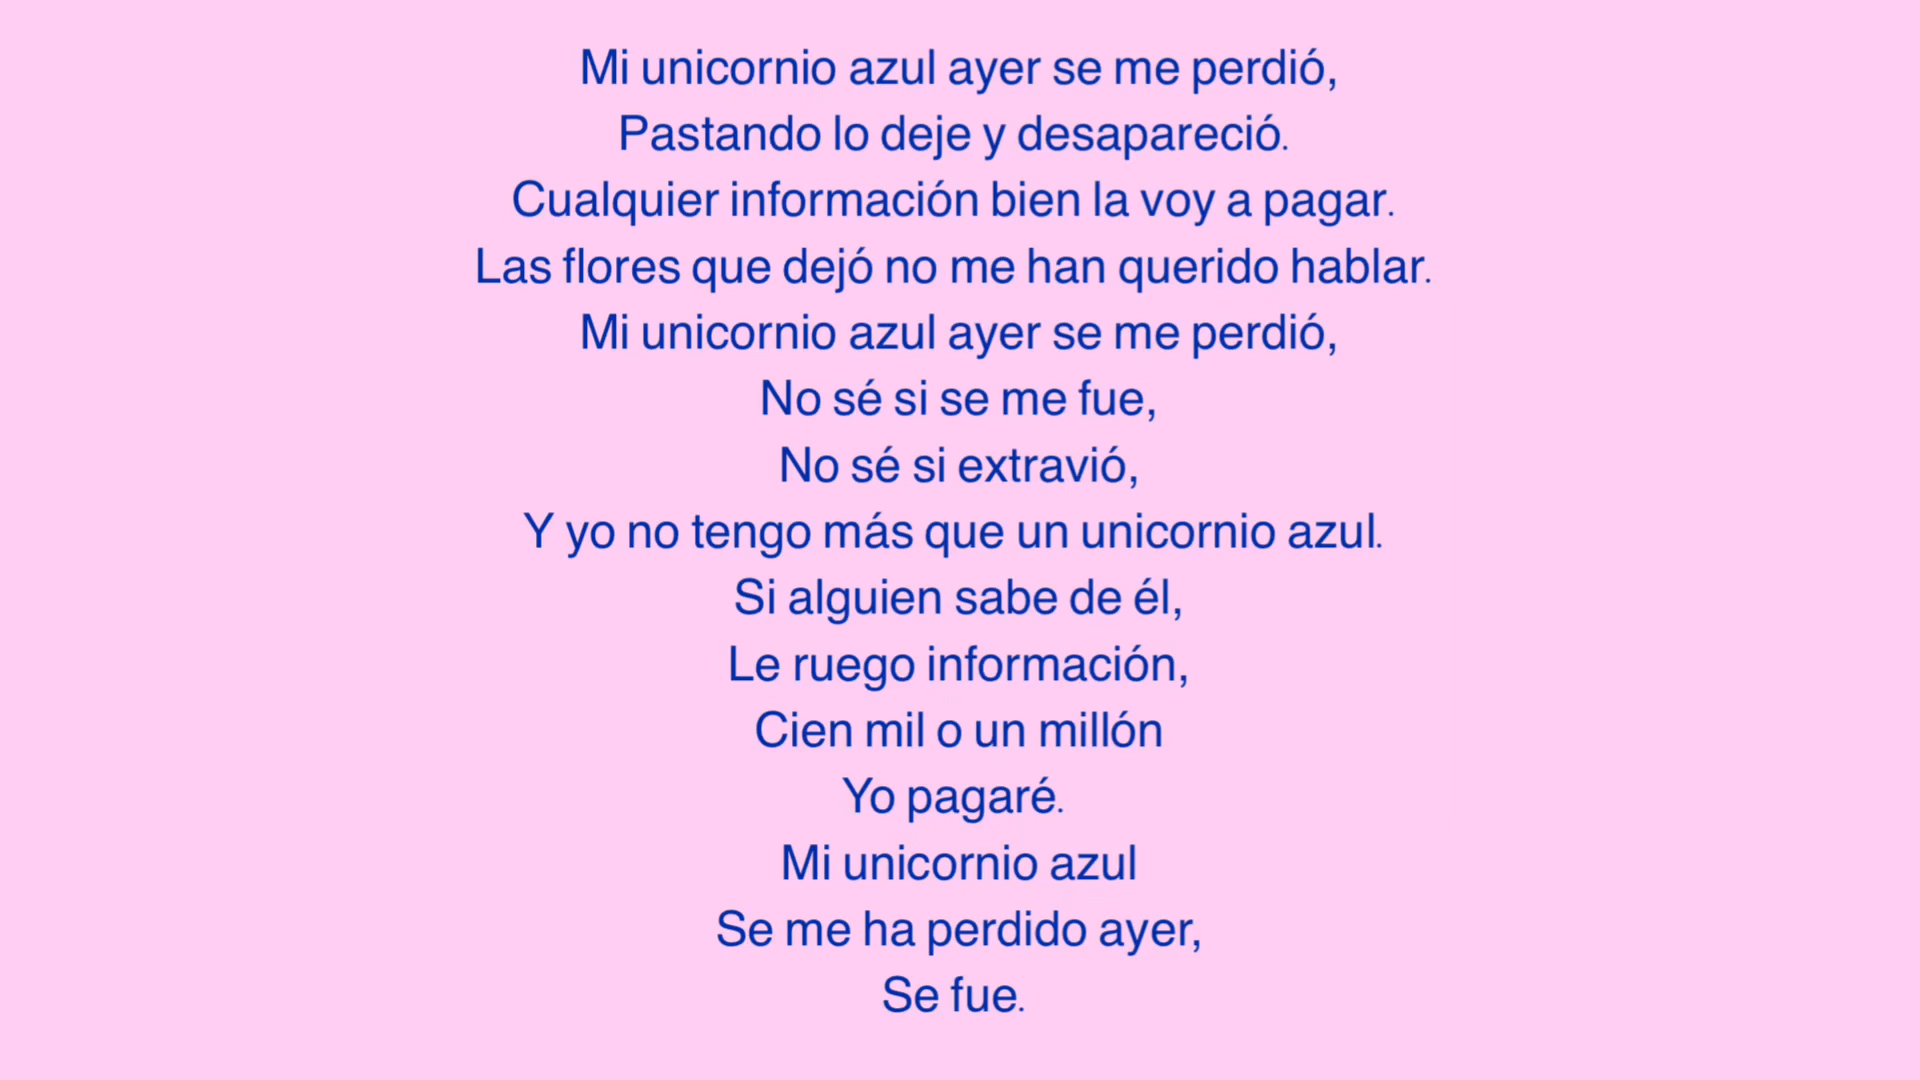 Mi unicornio azul ayer se me perdió,
Pastando lo deje y desapareció.
Cualquier información bien la voy a pagar.
Las flores que dejó no me han querido hablar.
Mi unicornio azul ayer se me perdió,
No sé si se me fue,
No sé si extravió,
Y yo no tengo más que un unicornio azul.
Si alguien sabe de él,
Le ruego información,
Cien mil o un millón
Yo pagaré.
Mi unicornio azul
Se me ha perdido ayer,
Se fue.